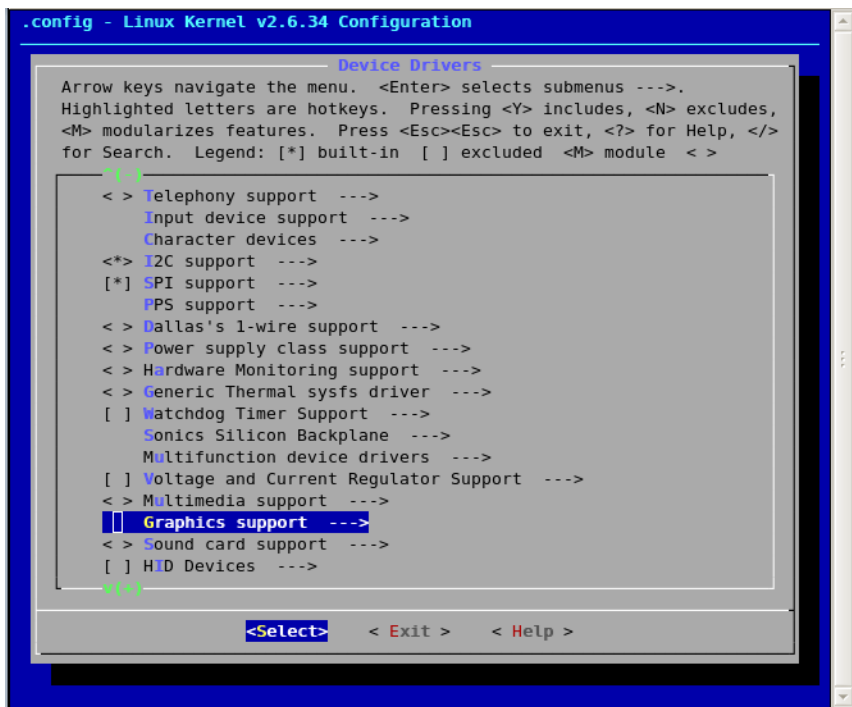 .config - Linux Kernel v2.6.34 Configuration
Device Drivers
Arrow keys navigate the menu.  <Enter> selects submenus --->.
Highlighted letters are hotkeys.  Pressing <Y> includes, <N> excludes,
<M> modularizes features.  Press <Esc><Esc> to exit, <?> for Help, </>
for Search.  Legend: [*] built-in  [ ] excluded  <M> module  < >
^(-)
< > Telephony support  --->
Input device support  --->
Character devices  --->
<*> I2C support  --->
[*] SPI support  --->
PPS support  --->
< > Dallas's 1-wire support  --->
< > Power supply class support  --->
< > Hardware Monitoring support  --->
< > Generic Thermal sysfs driver  --->
[ ] Watchdog Timer Support  --->
Sonics Silicon Backplane  --->
Multifunction device drivers  --->
[ ] Voltage and Current Regulator Support  --->
< > Multimedia support  --->
Graphics support  --->
< > Sound card support  --->
[ ] HID Devices  --->
v(+)
<Select>    < Exit >    < Help >